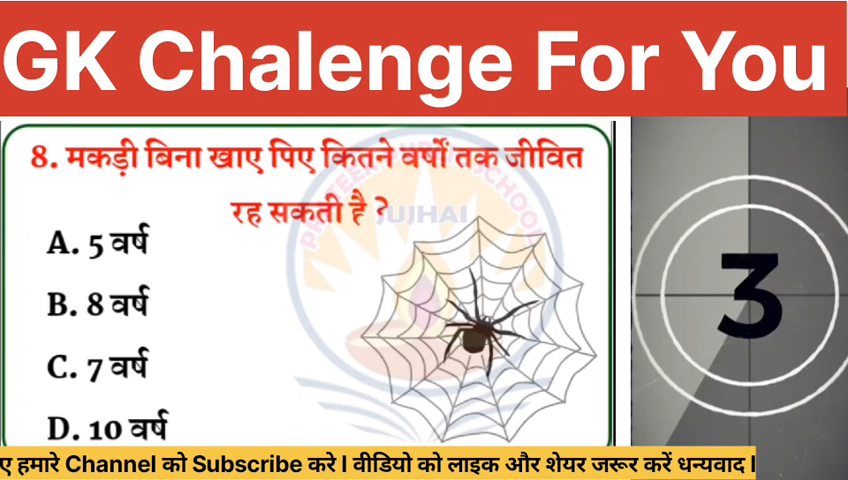 GK Chalenge For You
8. मकड़ी बिना खाए पिए कितने वर्षों तक जीवित
रह सकती है ?
A. 5 वर्ष
B. 8 वर्ष
C. 7 वर्ष
D. 10 वर्ष
3
JUJHAI
ए हमारे Channel को Subscribe करे l वीडियो को लाइक और शेयर जरूर करें धन्यवाद l